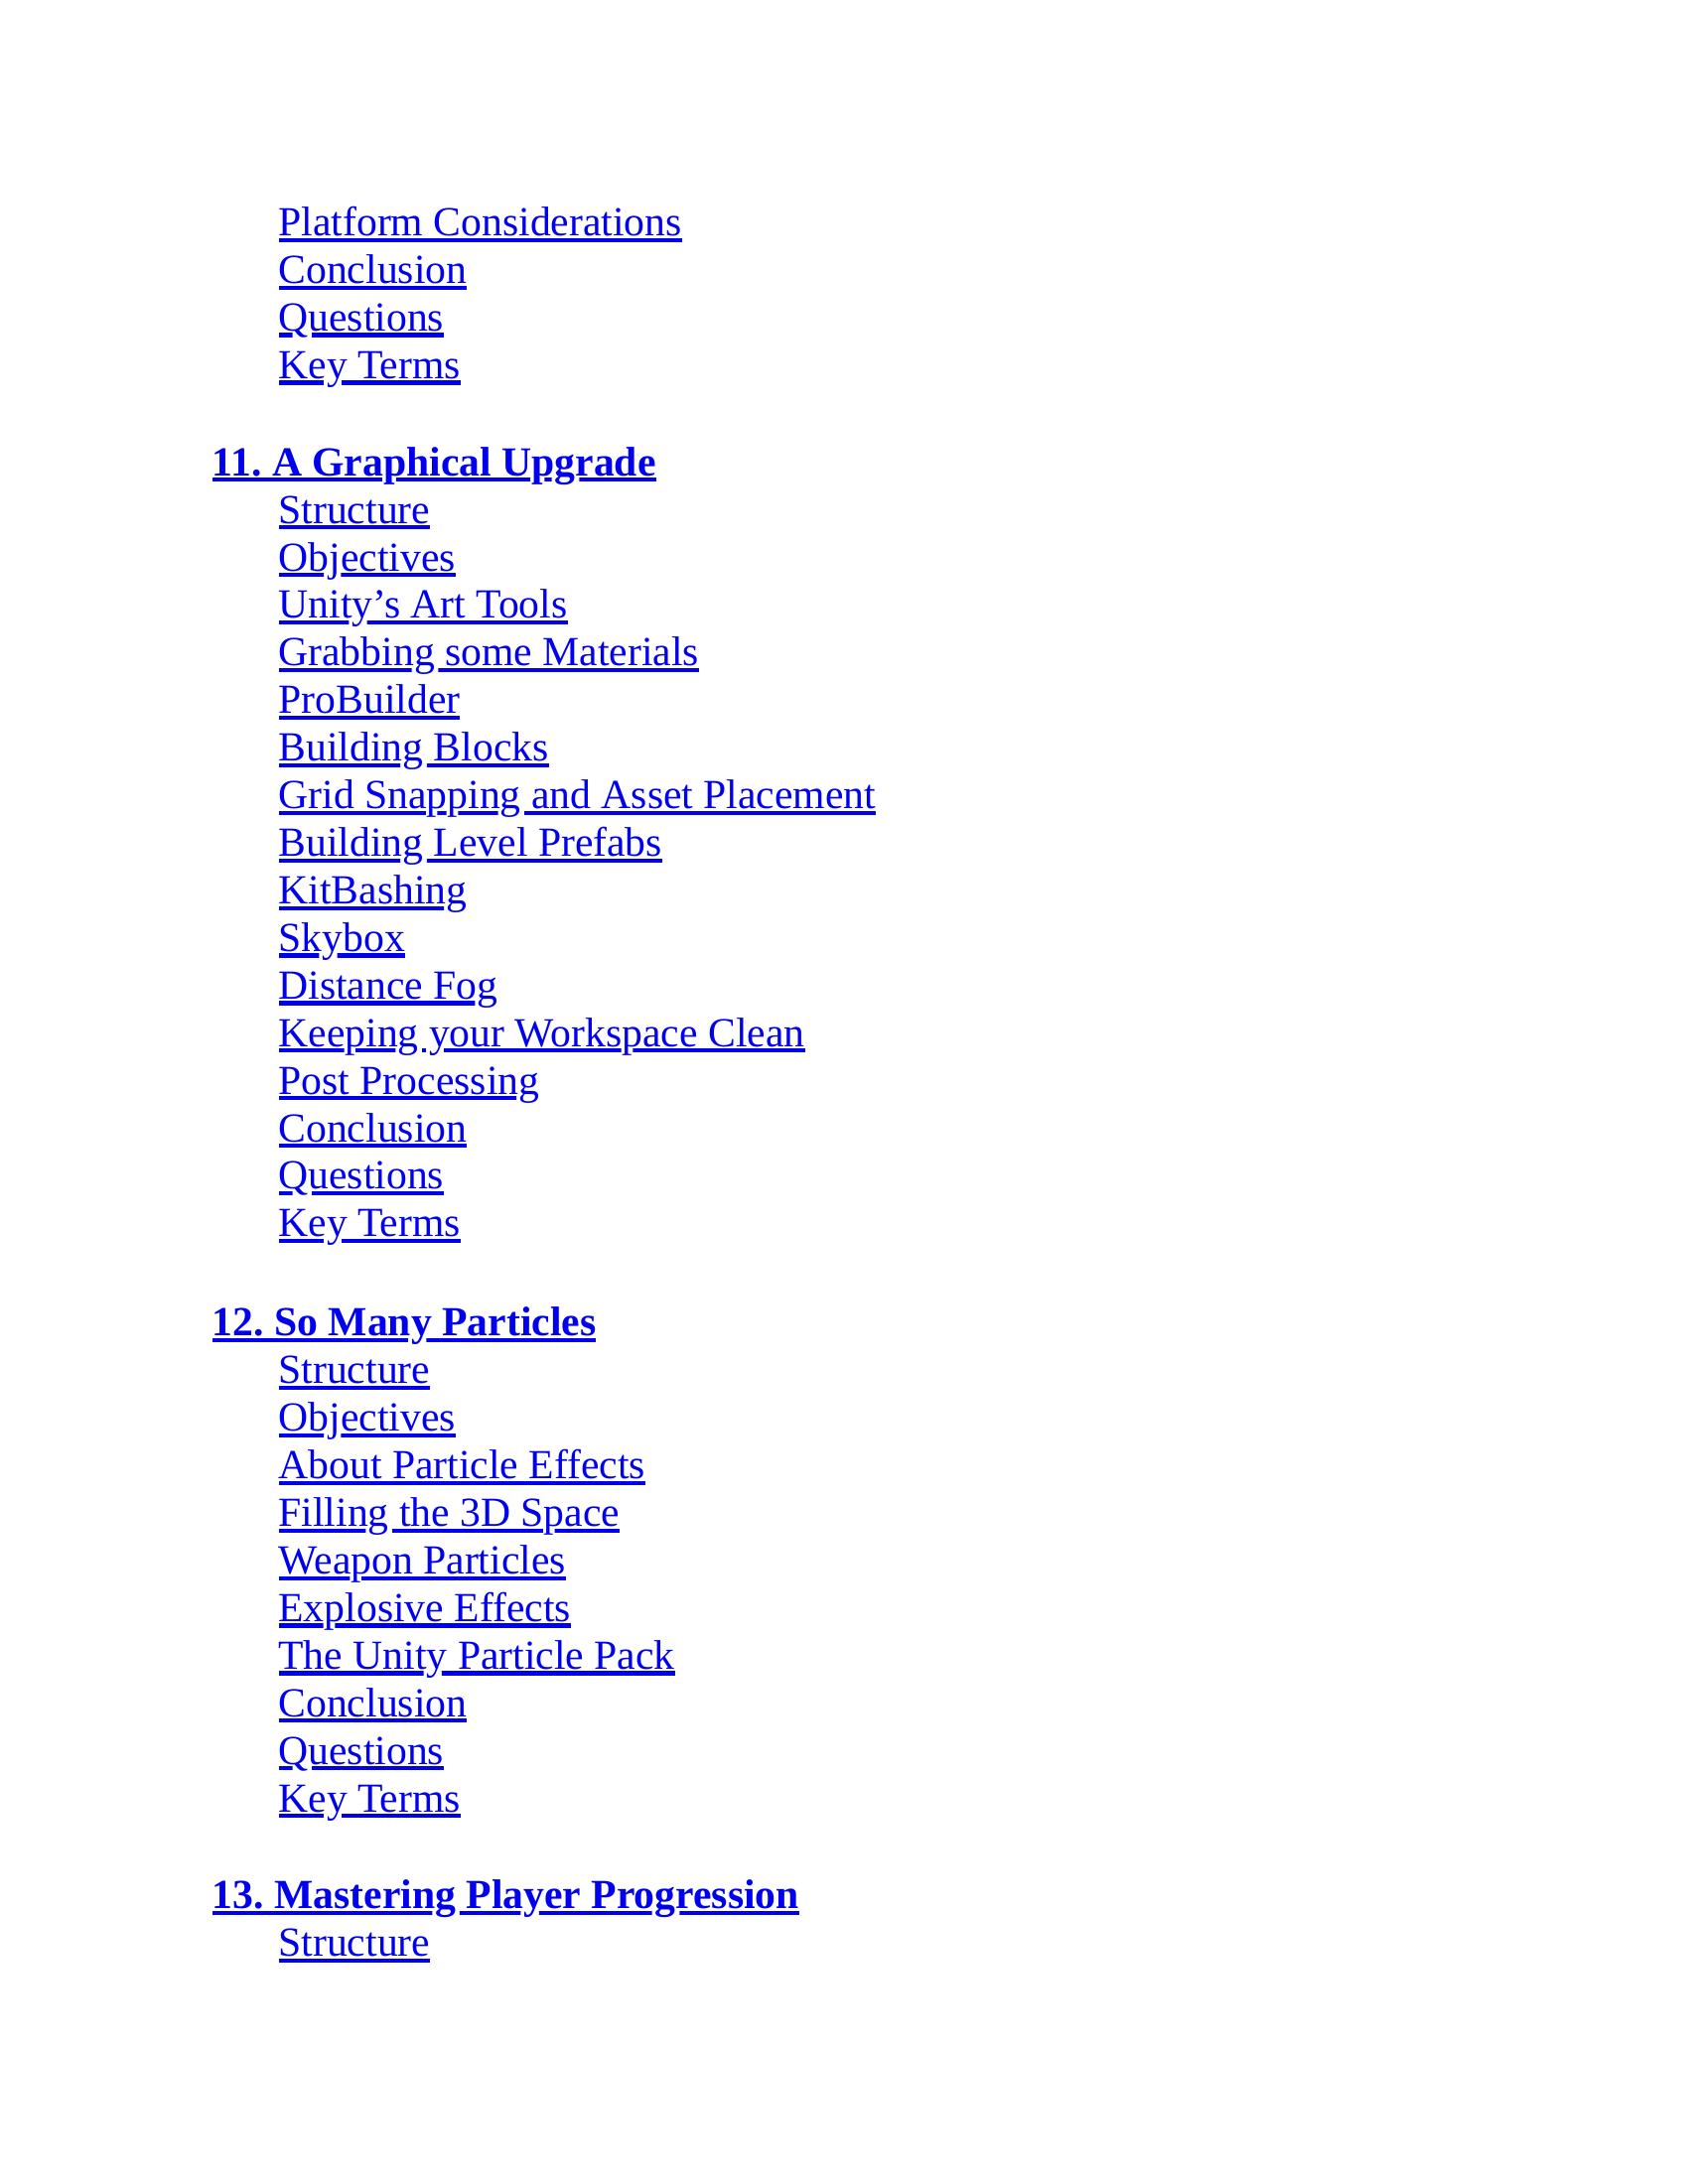 Platform Considerations
Conclusion
Questions
Key Terms
11. A Graphical Upgrade
Structure
Objectives
Unity’s Art Tools
Grabbing some Materials
ProBuilder
Building Blocks
Grid Snapping and Asset Placement
Building Level Prefabs
KitBashing
Skybox
Distance Fog
Keeping your Workspace Clean
Post Processing
Conclusion
Questions
Key Terms
12. So Many Particles
Structure
Objectives
About Particle Effects
Filling the 3D Space
Weapon Particles
Explosive Effects
The Unity Particle Pack
Conclusion
Questions
Key Terms
13. Mastering Player Progression
Structure